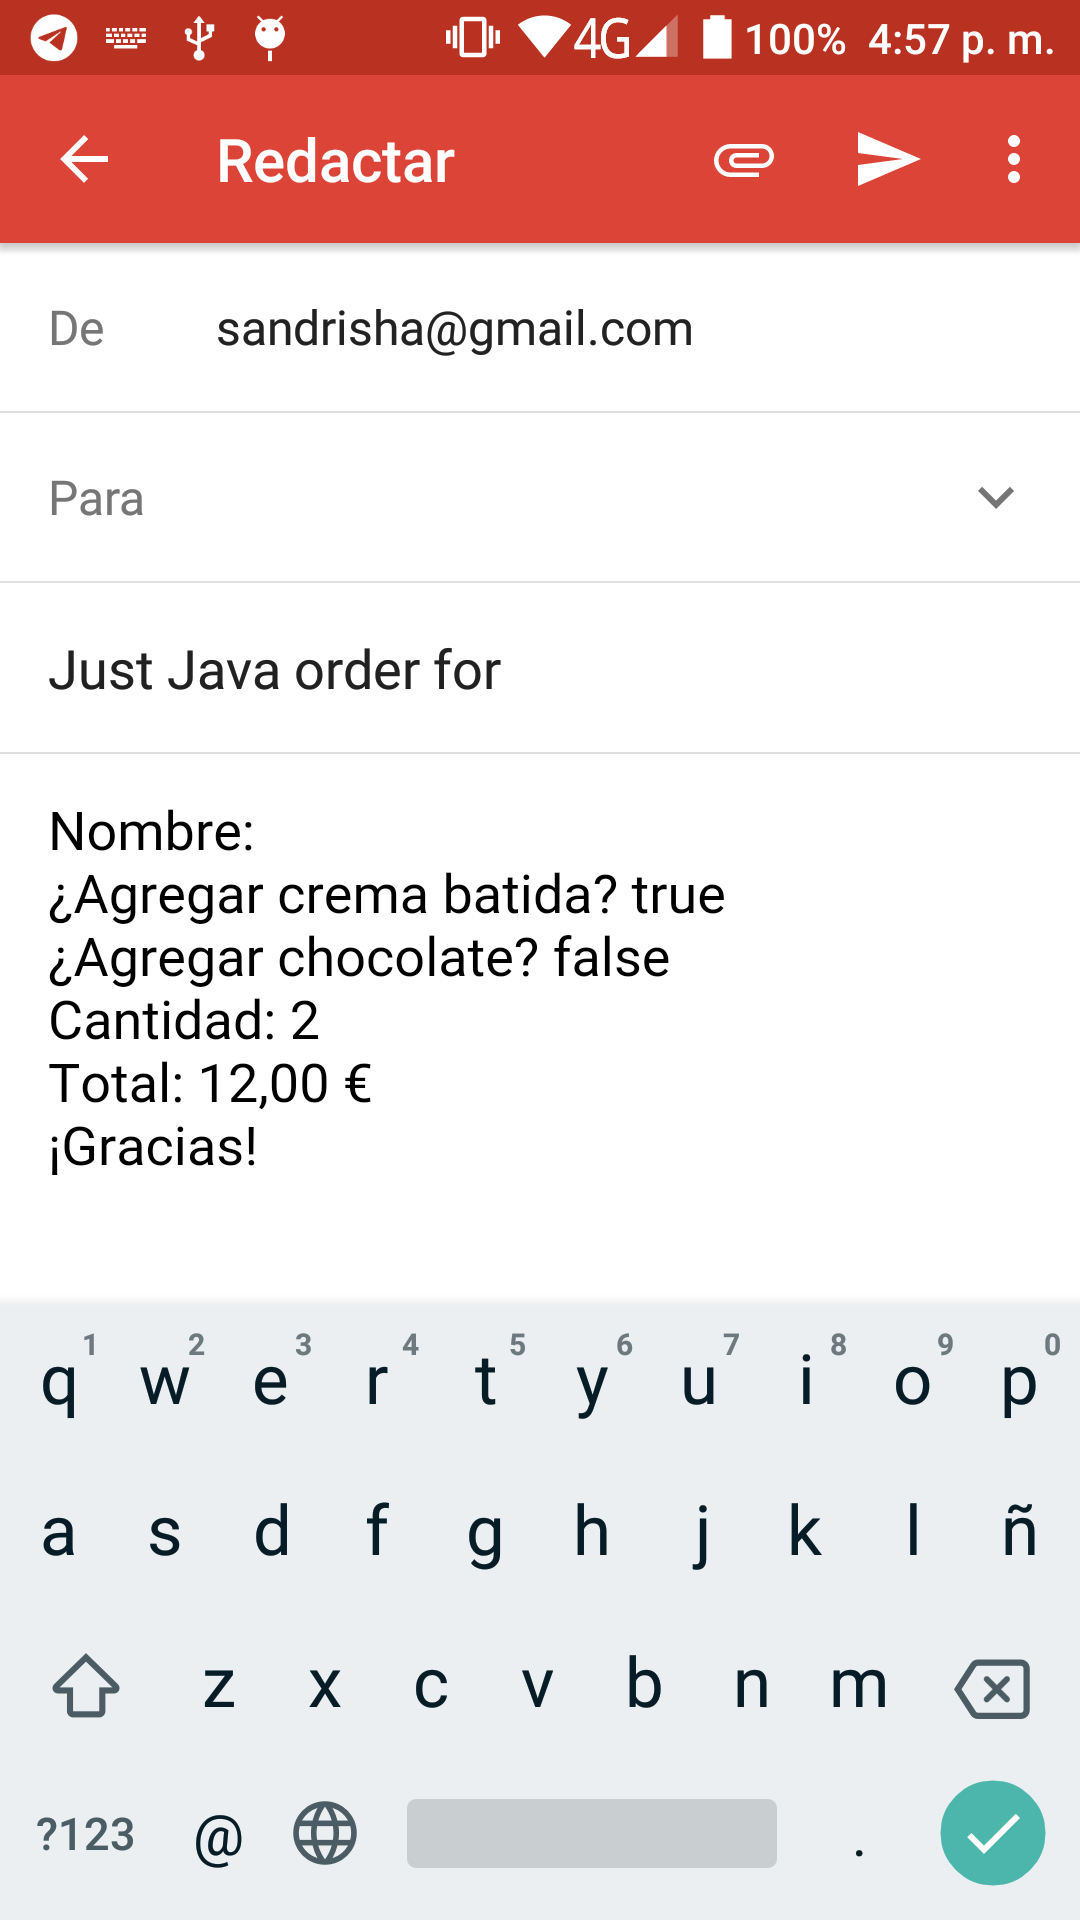 4G 100% 4:57 p. m.
Redactar
De sandrisha@gmail.com
Para
Just Java order for
Nombre:
¿Agregar crema batida? true
¿Agregar chocolate? false
Cantidad: 2
Total: 12,00 €
¡Gracias!
1 2 3 4 5 6 7 8 9 0
q w e r t y u i o p
a s d f g h j k l ñ
z x c v b n m
?123 @ .